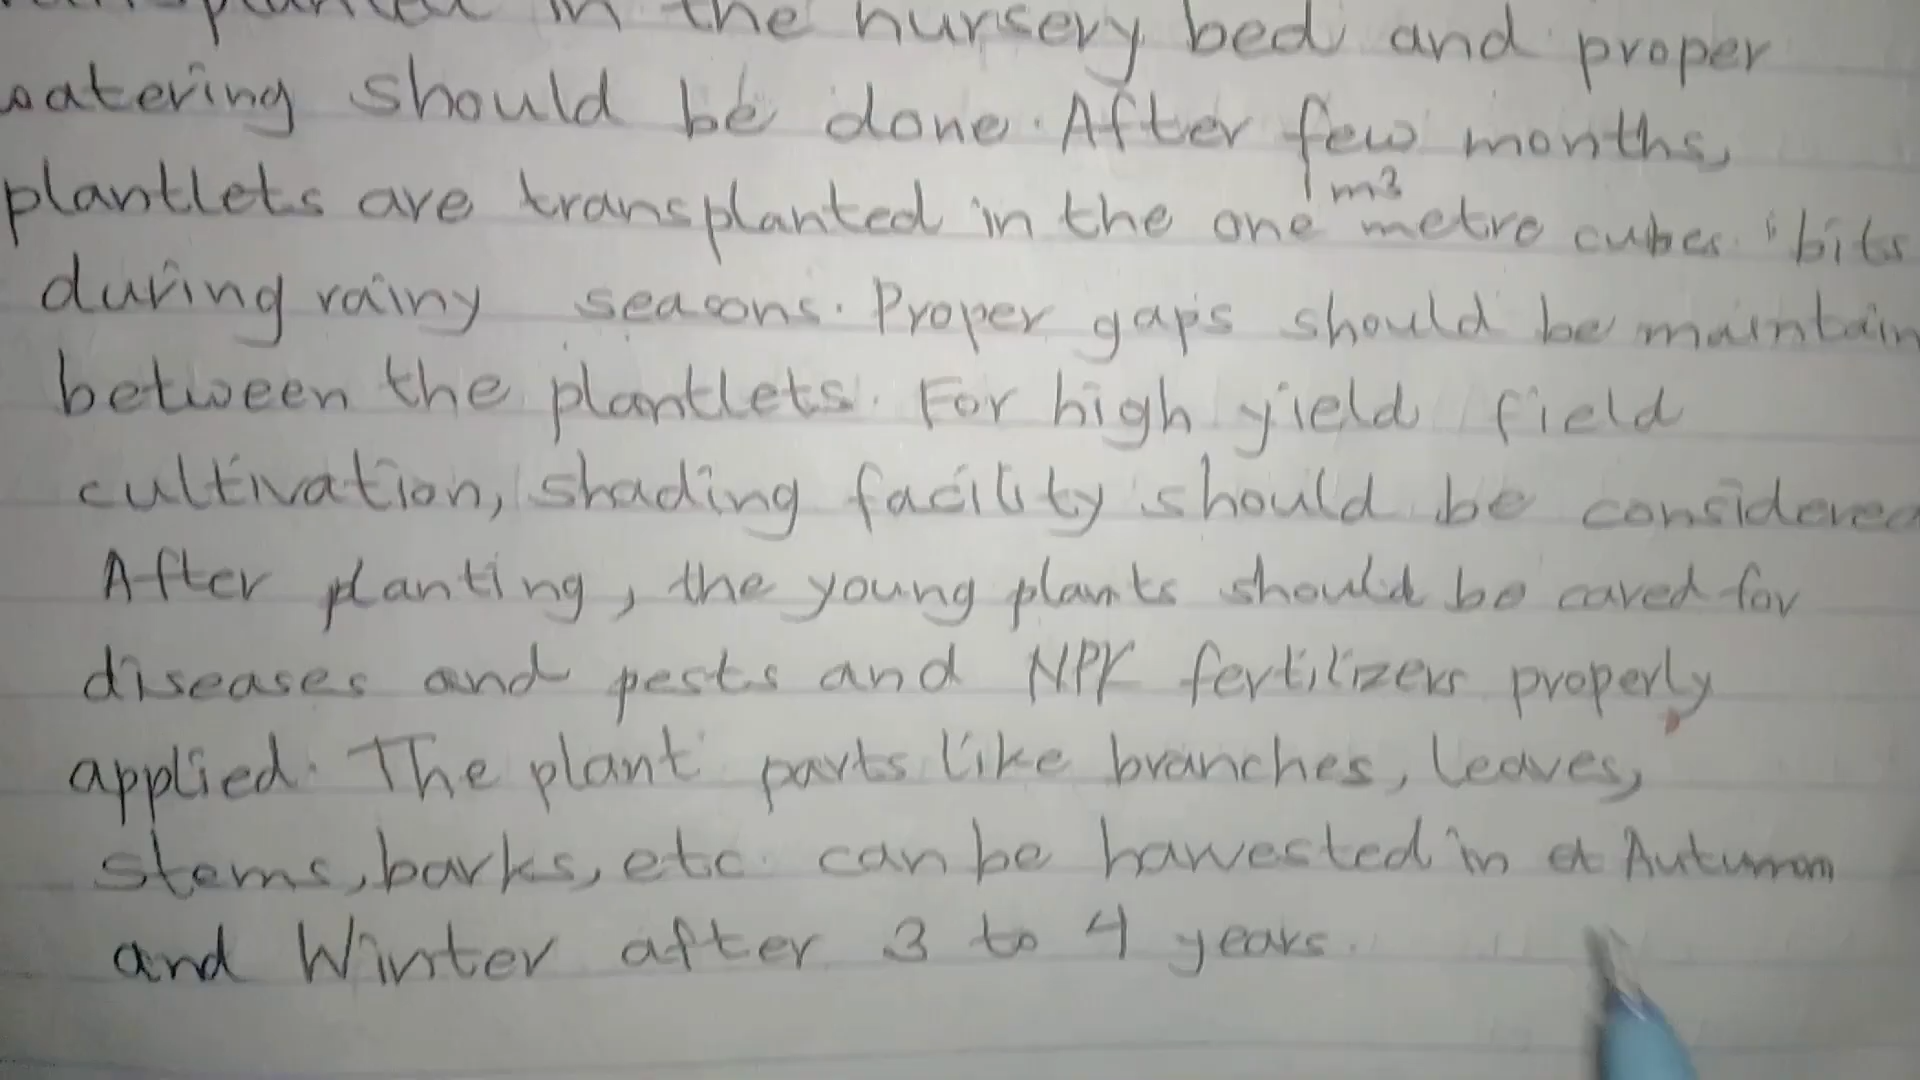 in the nursery bed and proper
watering should be done. After few months,
m3
plantlets are transplanted in the one metre cubes bits
during rainy seasons. Proper gaps should be maintain
between the plantlets. For high yield field
cultivation, shading facility should be considered
After planting, the young plants should be cared for
diseases and pests and NPK fertilizers properly
applied. The plant parts like branches, leaves,
stems, barks, etc. can be harvested in Autumn
and Winter after 3 to 4 years.